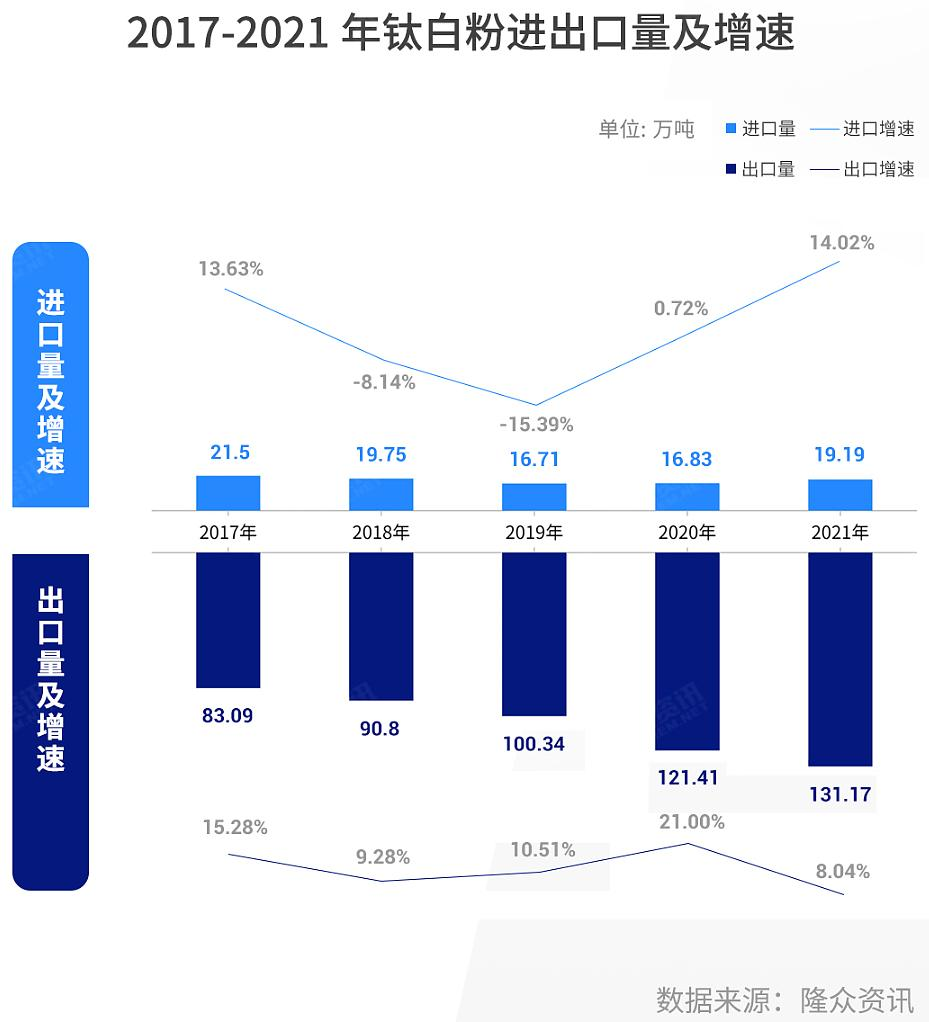 2017-2021 年钛白粉进出口量及增速
单位: 万吨
进口量
进口增速
出口量
出口增速
进口量及增速
13.63%
-8.14%
-15.39%
0.72%
14.02%
21.5
19.75
16.71
16.83
19.19
2017年
2018年
2019年
2020年
2021年
出口量及增速
83.09
90.8
100.34
121.41
131.17
15.28%
9.28%
10.51%
21.00%
8.04%
数据来源：隆众资讯